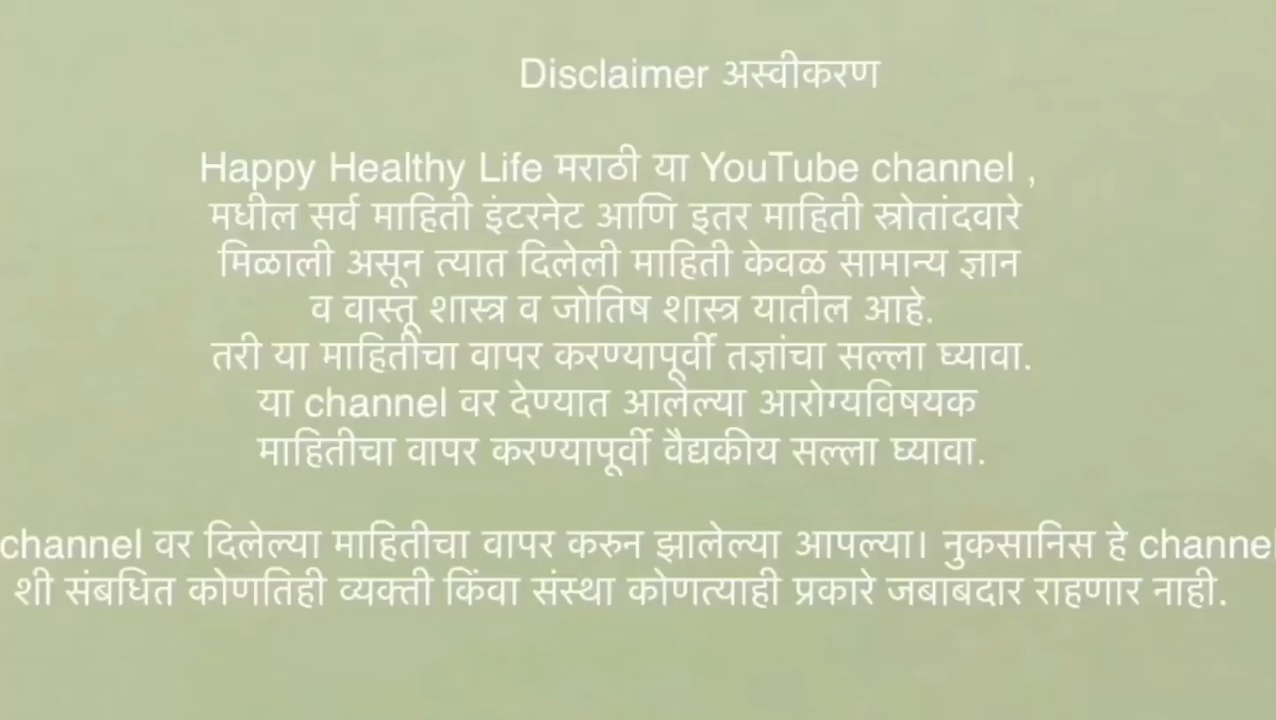 Disclaimer अस्वीकरण
Happy Healthy Life मराठी या YouTube channel ,
मधील सर्व माहिती इंटरनेट आणि इतर माहिती स्रोतांदवारे
मिळाली असून त्यात दिलेली माहिती केवळ सामान्य ज्ञान
व वास्तू शास्त्र व जोतिष शास्त्र यातील आहे.
तरी या माहितीचा वापर करण्यापूर्वी तज्ञांचा सल्ला घ्यावा.
या channel वर देण्यात आलेल्या आरोग्यविषयक
माहितीचा वापर करण्यापूर्वी वैद्यकीय सल्ला घ्यावा.
channel वर दिलेल्या माहितीचा वापर करुन झालेल्या आपल्या। नुकसानिस हे channel
शी संबधित कोणतिही व्यक्ती किंवा संस्था कोणत्याही प्रकारे जबाबदार राहणार नाही.